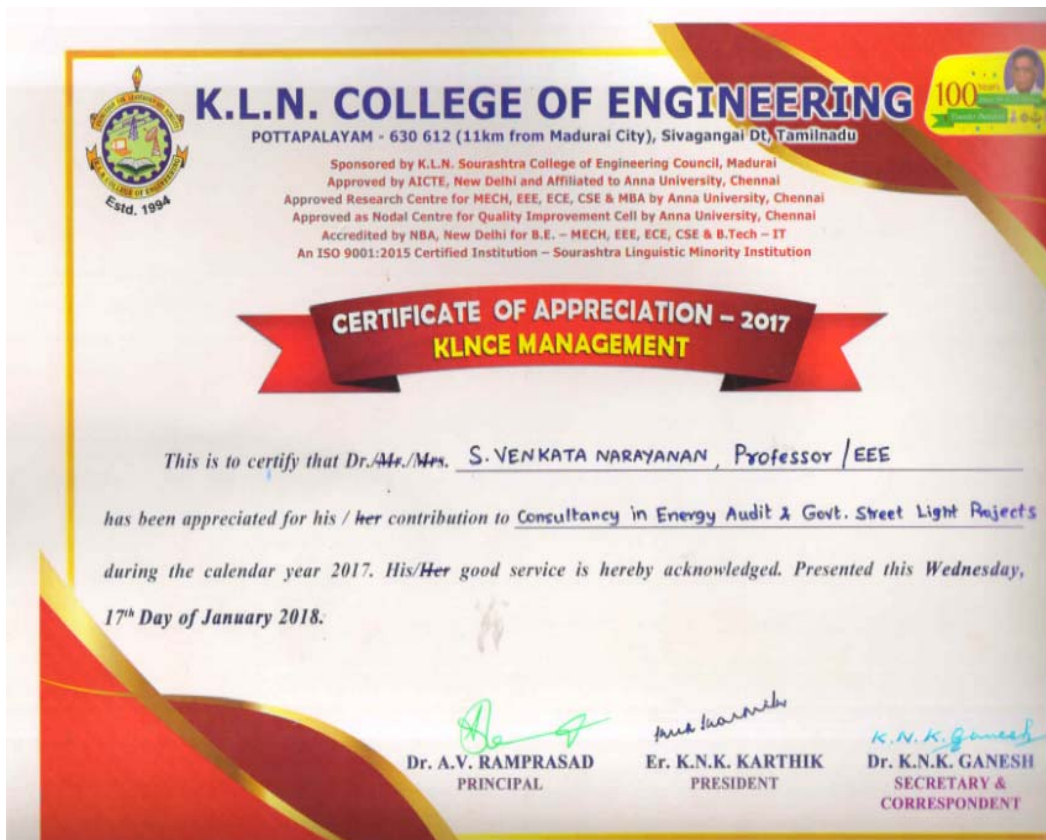 K.L.N. COLLEGE OF ENGINEERING
POTTAPALAYAM - 630 612 (11km from Madurai City), Sivagangai Dt, Tamilnadu
Sponsored by K.L.N. Sourashtra College of Engineering Council, Madurai
Approved by AICTE, New Delhi and Affiliated to Anna University, Chennai
Approved Research Centre for MECH, EEE, ECE, CSE & MBA by Anna University, Chennai
Approved as Nodal Centre for Quality Improvement Cell by Anna University, Chennai
Accredited by NBA, New Delhi for B.E. – MECH, EEE, ECE, CSE & B.Tech – IT
An ISO 9001:2015 Certified Institution – Sourashtra Linguistic Minority Institution
K.L.N. COLLEGE OF ENGINEERING
Estd. 1994
100 Years
CERTIFICATE OF APPRECIATION – 2017
KLNCE MANAGEMENT
This is to certify that Dr./Mr./Mrs. S. VENKATA NARAYANAN, Professor / EEE
has been appreciated for his / her contribution to Consultancy in Energy Audit & Govt. Street Light Projects
during the calendar year 2017. His/Her good service is hereby acknowledged. Presented this Wednesday,
17th Day of January 2018.
K.N.K. Ganesh
Dr. A.V. RAMPRASAD
PRINCIPAL
Er. K.N.K. KARTHIK
PRESIDENT
Dr. K.N.K. GANESH
SECRETARY &
CORRESPONDENT